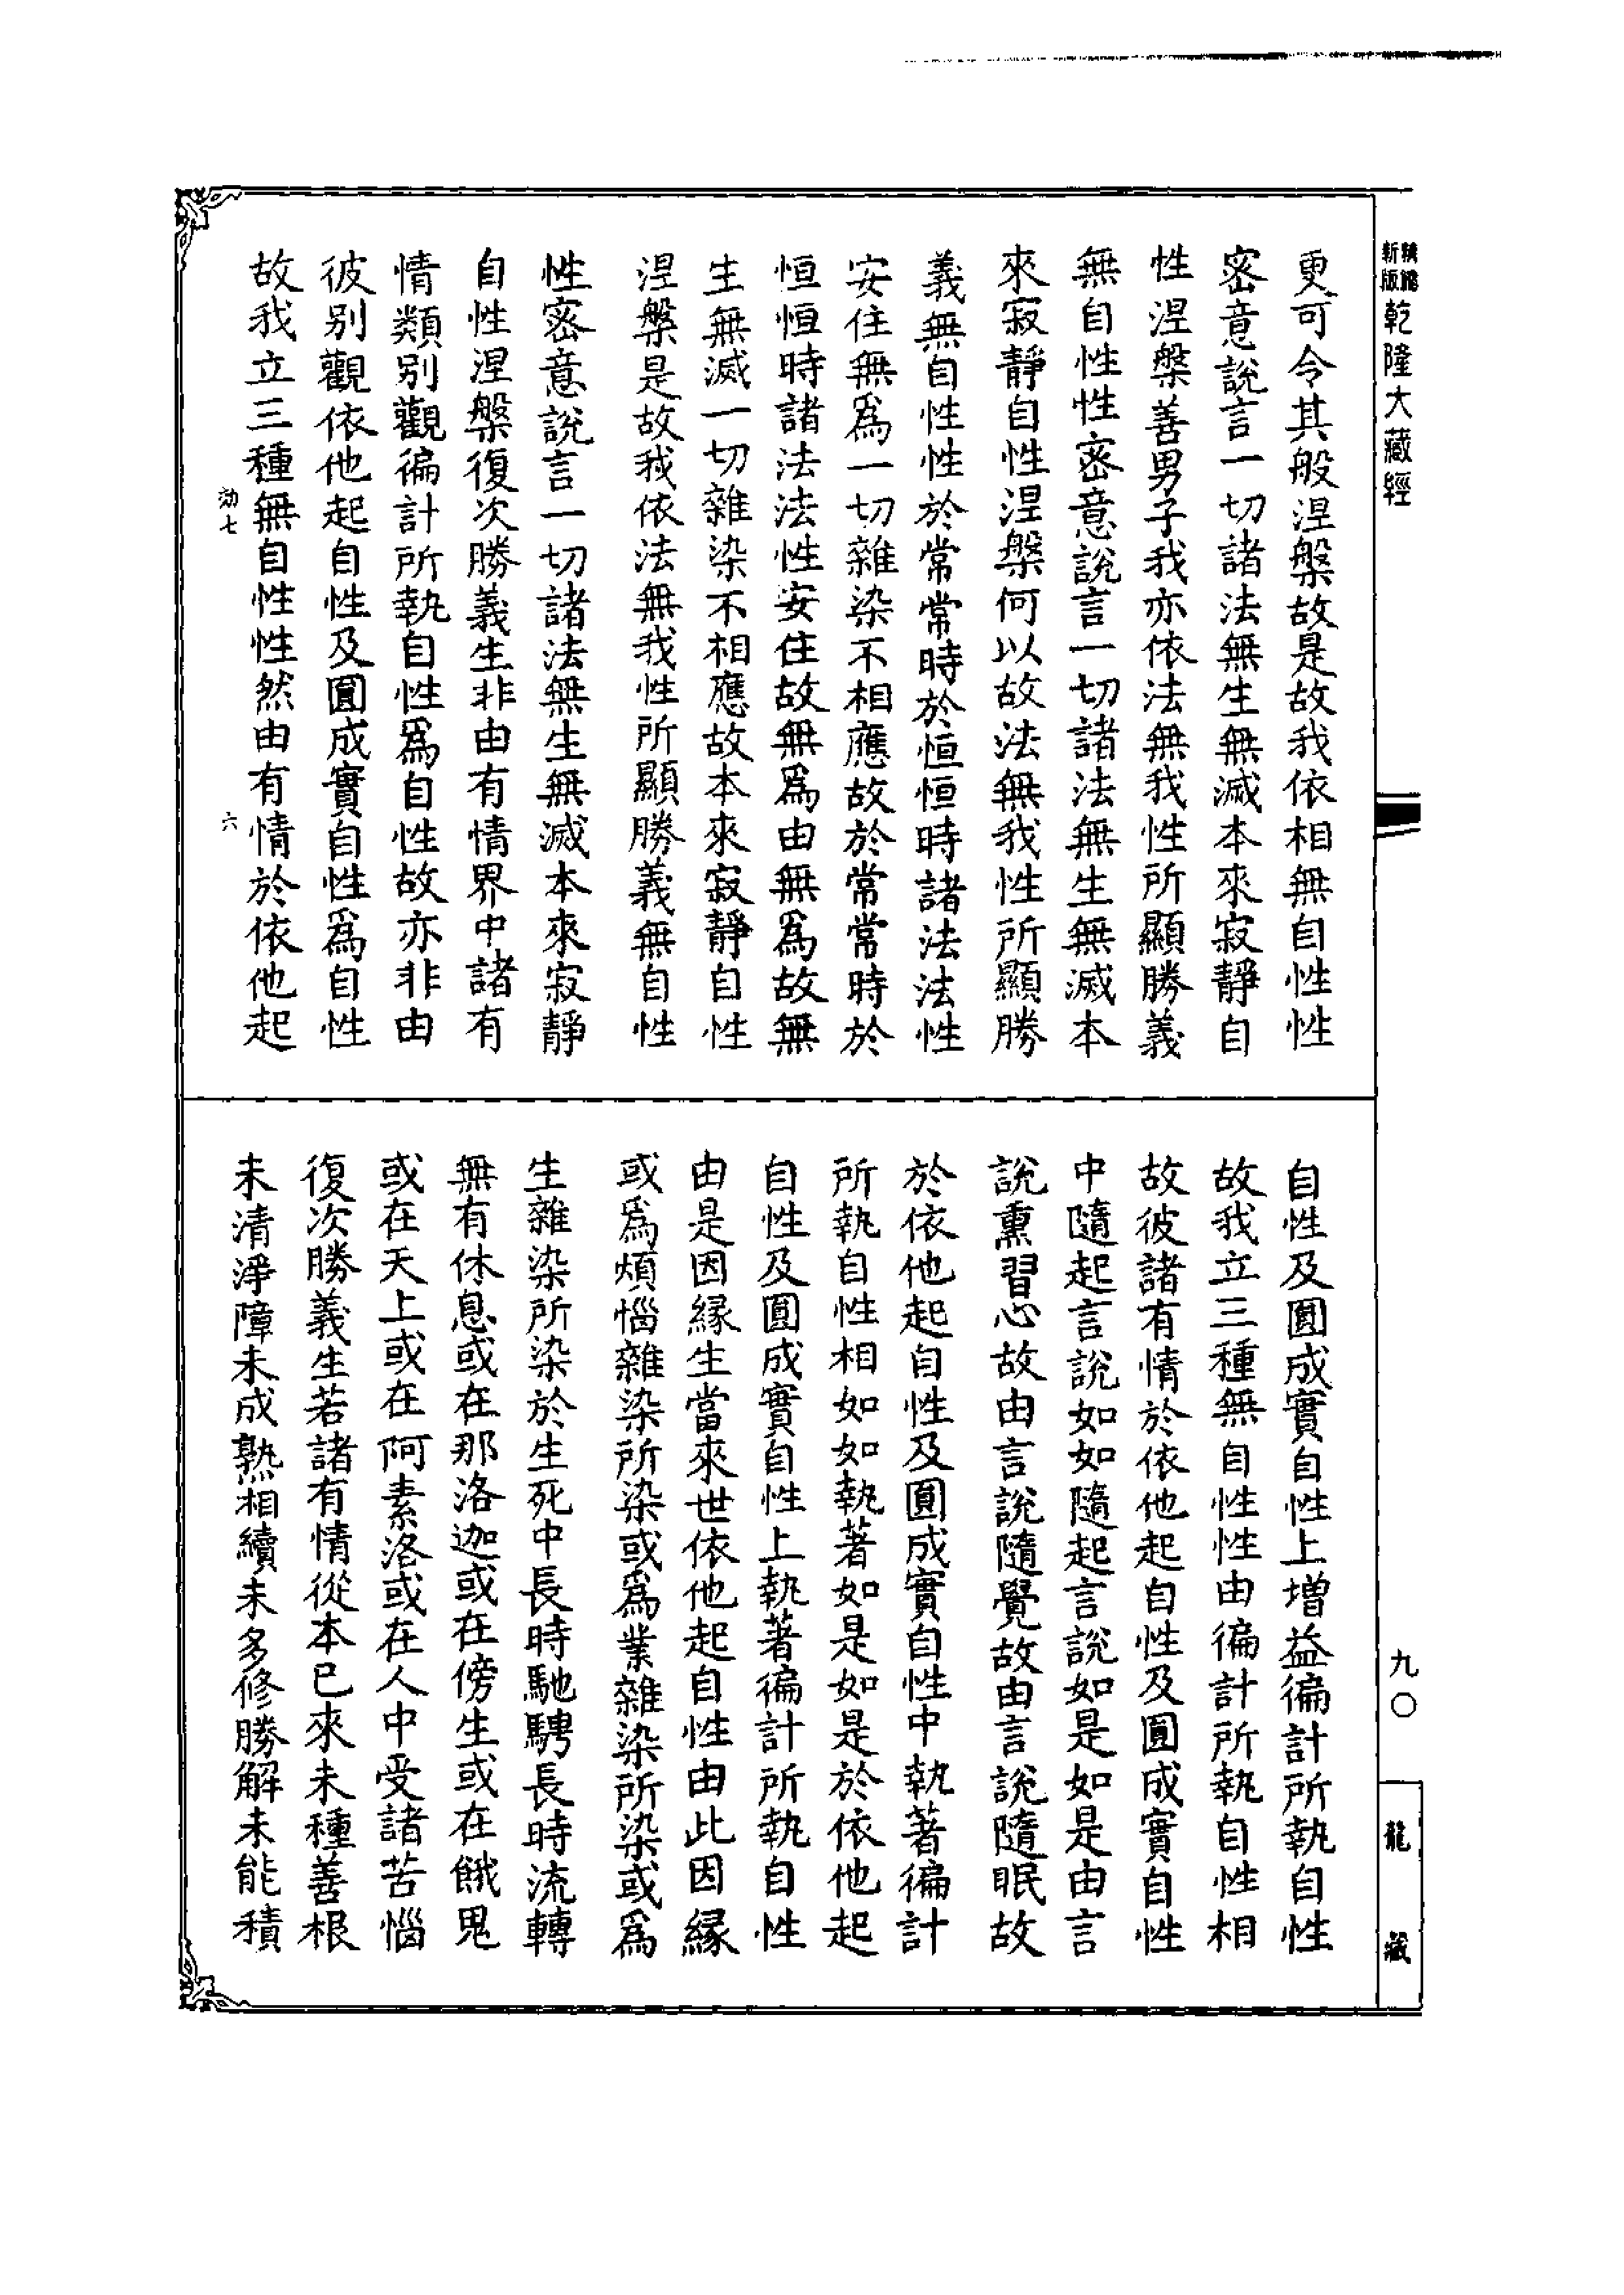 精縮
新版
乾隆大藏經
九〇
龍藏
更可令其般涅槃故是故我依相無自性性
密意說言一切諸法無生無滅本來寂靜自
性涅槃善男子我亦依法無我性所顯勝義
無自性性密意說言一切諸法無生無滅本
來寂靜自性涅槃何以故法無我性所顯勝
義無自性性於常常時於恒恒時諸法法性
安住無爲一切雜染不相應故於常常時於
恒恒時諸法法性安住故無爲由無爲故無
生無滅一切雜染不相應故本來寂靜自性
涅槃是故我依法無我性所顯勝義無自性
性密意說言一切諸法無生無滅本來寂靜
自性涅槃復次勝義生非由有情界中諸有
情類別觀徧計所執自性爲自性故亦非由
彼别觀依他起自性及圓成實自性爲自性
故我立三種無自性性然由有情於依他起
七
六
自性及圓成實自性上增益徧計所執自性
故我立三種無自性性由徧計所執自性相
故彼諸有情於依他起自性及圓成實自性
中隨起言說如如隨起言說如是如是由言
說熏習心故由言說隨覺故由言說隨眠故
於依他起自性及圓成實自性中執著徧計
所執自性相如如執著如是如是於依他起
自性及圓成實自性上執著徧計所執自性
由是因緣生當來世依他起自性由此因緣
或爲煩惱雜染所染或爲業雜染所染或爲
生雜染所染於生死中長時馳騁長時流轉
無有休息或在那洛迦或在傍生或在餓鬼
或在天上或在阿素洛或在人中受諸苦惱
復次勝義生若諸有情從本已來未種善根
未清淨障未成熟相續未多修勝解未能積